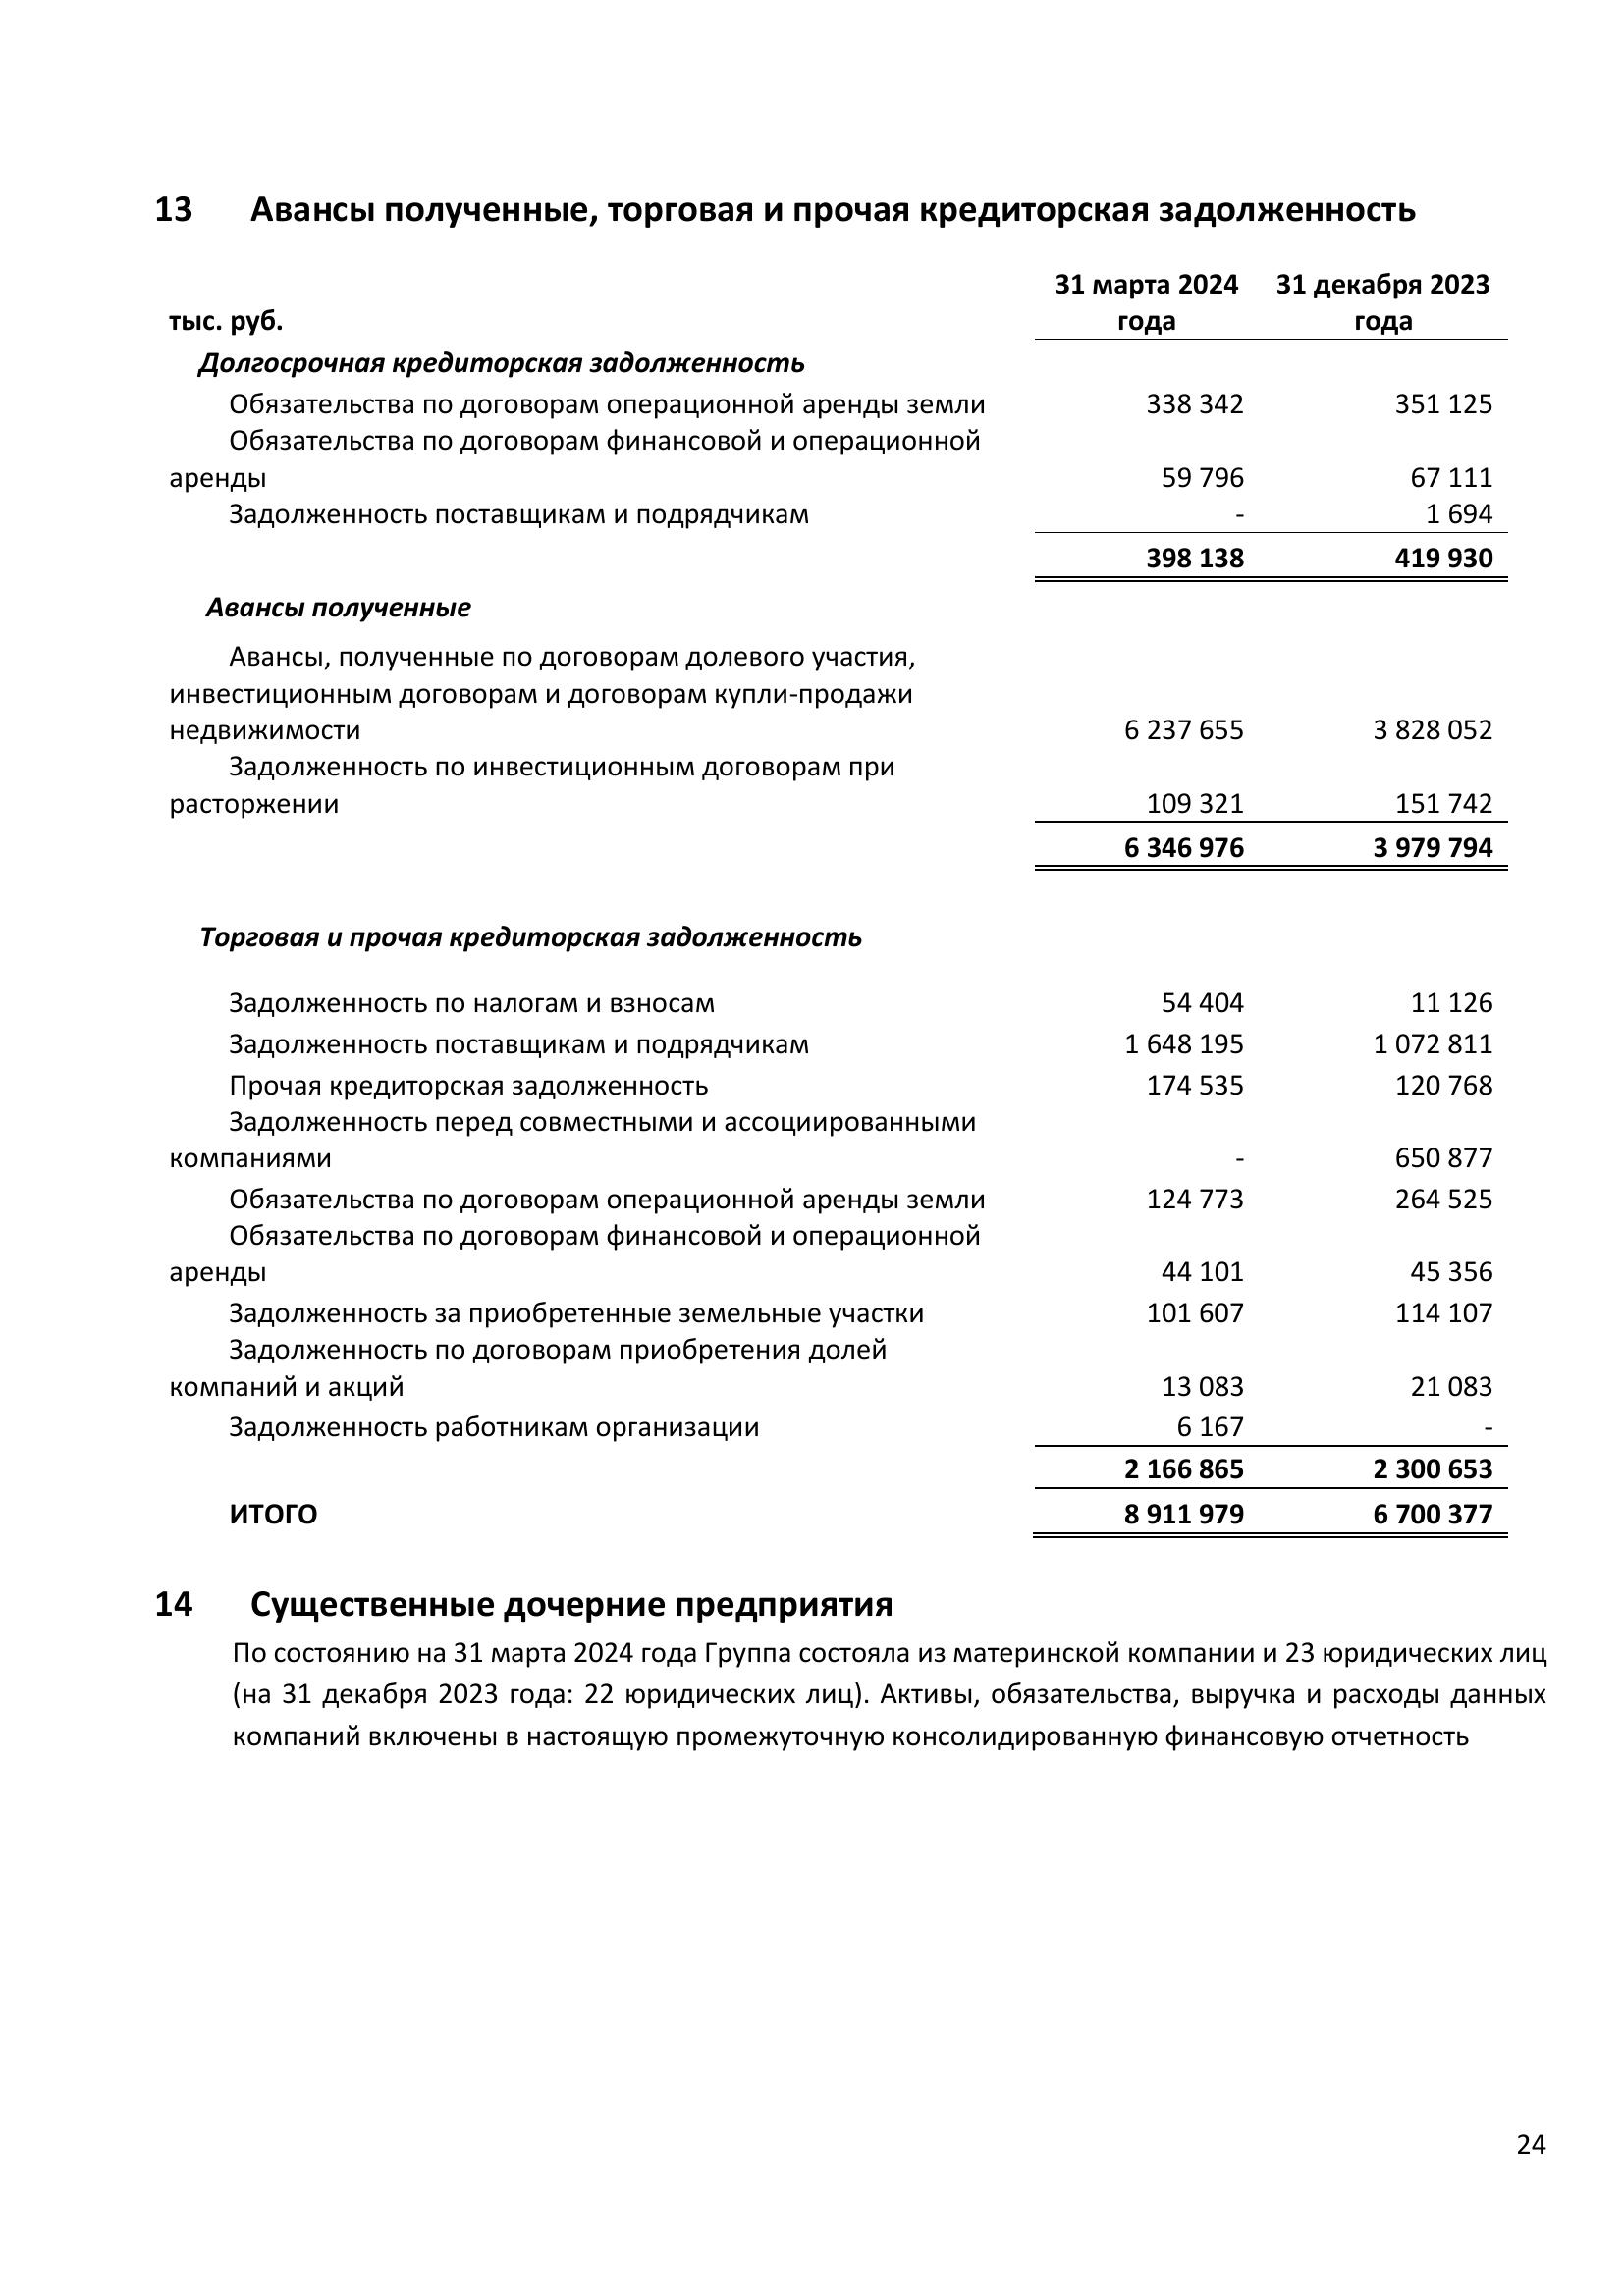 13 Авансы полученные, торговая и прочая кредиторская задолженность
31 марта 2024 31 декабря 2023
тыс. руб. года года
Долгосрочная кредиторская задолженность
Обязательства по договорам операционной аренды земли 338 342 351 125
Обязательства по договорам финансовой и операционной
аренды 59 796 67 111
Задолженность поставщикам и подрядчикам - 1 694
398 138 419 930
Авансы полученные
Авансы, полученные по договорам долевого участия,
инвестиционным договорам и договорам купли-продажи
недвижимости 6 237 655 3 828 052
Задолженность по инвестиционным договорам при
расторжении 109 321 151 742
6 346 976 3 979 794
Торговая и прочая кредиторская задолженность
Задолженность по налогам и взносам 54 404 11 126
Задолженность поставщикам и подрядчикам 1 648 195 1 072 811
Прочая кредиторская задолженность 174 535 120 768
Задолженность перед совместными и ассоциированными
компаниями - 650 877
Обязательства по договорам операционной аренды земли 124 773 264 525
Обязательства по договорам финансовой и операционной
аренды 44 101 45 356
Задолженность за приобретенные земельные участки 101 607 114 107
Задолженность по договорам приобретения долей
компаний и акций 13 083 21 083
Задолженность работникам организации 6 167 -
2 166 865 2 300 653
ИТОГО 8 911 979 6 700 377
14 Существенные дочерние предприятия
По состоянию на 31 марта 2024 года Группа состояла из материнской компании и 23 юридических лиц
(на 31 декабря 2023 года: 22 юридических лиц). Активы, обязательства, выручка и расходы данных
компаний включены в настоящую промежуточную консолидированную финансовую отчетность
24